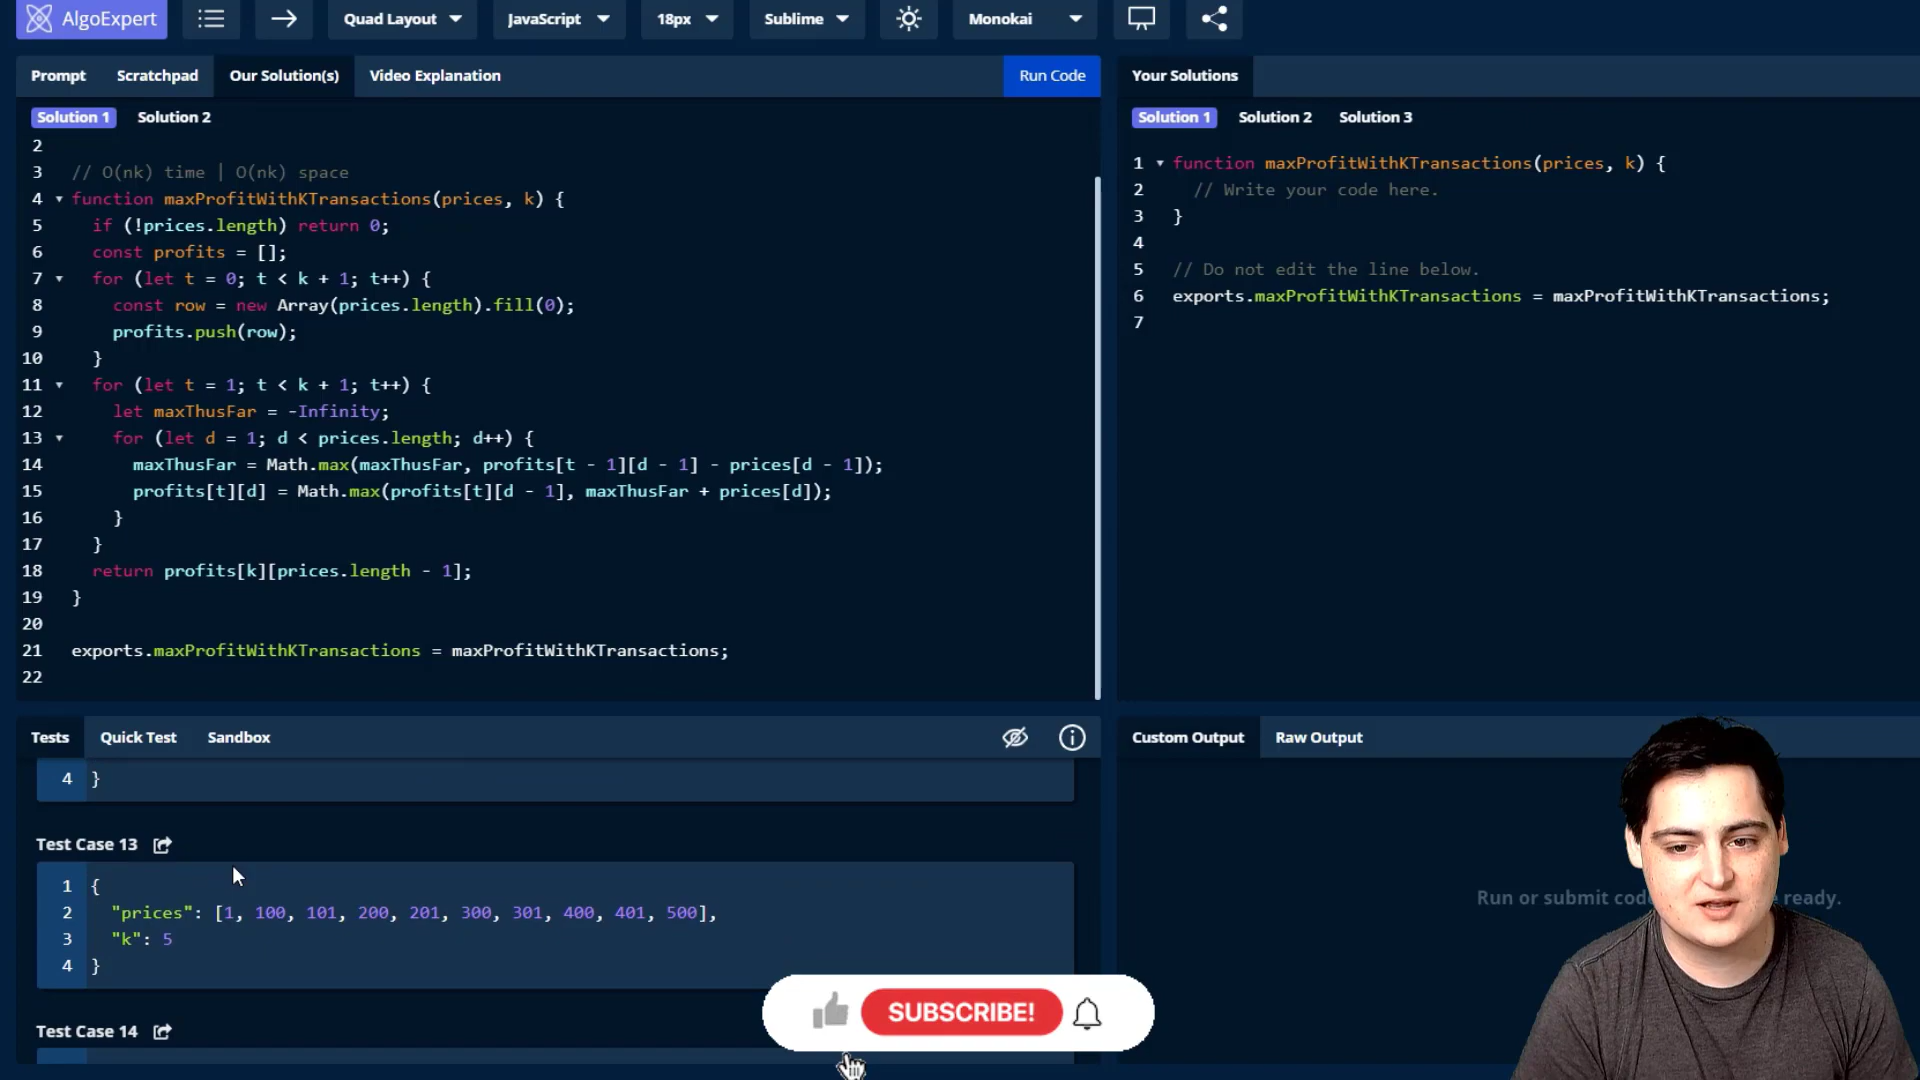 AlgoExpert
Quad Layout
JavaScript
18px
Sublime
Monokai
Prompt
Scratchpad
Our Solution(s)
Video Explanation
Run Code
Solution 1
Solution 2
2
3 // O(nk) time | O(nk) space
4 function maxProfitWithKTransactions(prices, k) {
5 if (!prices.length) return 0;
6 const profits = [];
7 for (let t = 0; t < k + 1; t++) {
8 const row = new Array(prices.length).fill(0);
9 profits.push(row);
10 }
11 for (let t = 1; t < k + 1; t++) {
12 let maxThusFar = -Infinity;
13 for (let d = 1; d < prices.length; d++) {
14 maxThusFar = Math.max(maxThusFar, profits[t - 1][d - 1] - prices[d - 1]);
15 profits[t][d] = Math.max(profits[t][d - 1], maxThusFar + prices[d]);
16 }
17 }
18 return profits[k][prices.length - 1];
19 }
20
21 exports.maxProfitWithKTransactions = maxProfitWithKTransactions;
22
Your Solutions
Solution 1
Solution 2
Solution 3
1 function maxProfitWithKTransactions(prices, k) {
2 // Write your code here.
3 }
4
5 // Do not edit the line below.
6 exports.maxProfitWithKTransactions = maxProfitWithKTransactions;
7
Tests
Quick Test
Sandbox
4 }
Test Case 13
1 {
2 "prices": [1, 100, 101, 200, 201, 300, 301, 400, 401, 500],
3 "k": 5
4 }
Test Case 14
Custom Output
Raw Output
Run or submit ready.
SUBSCRIBE!